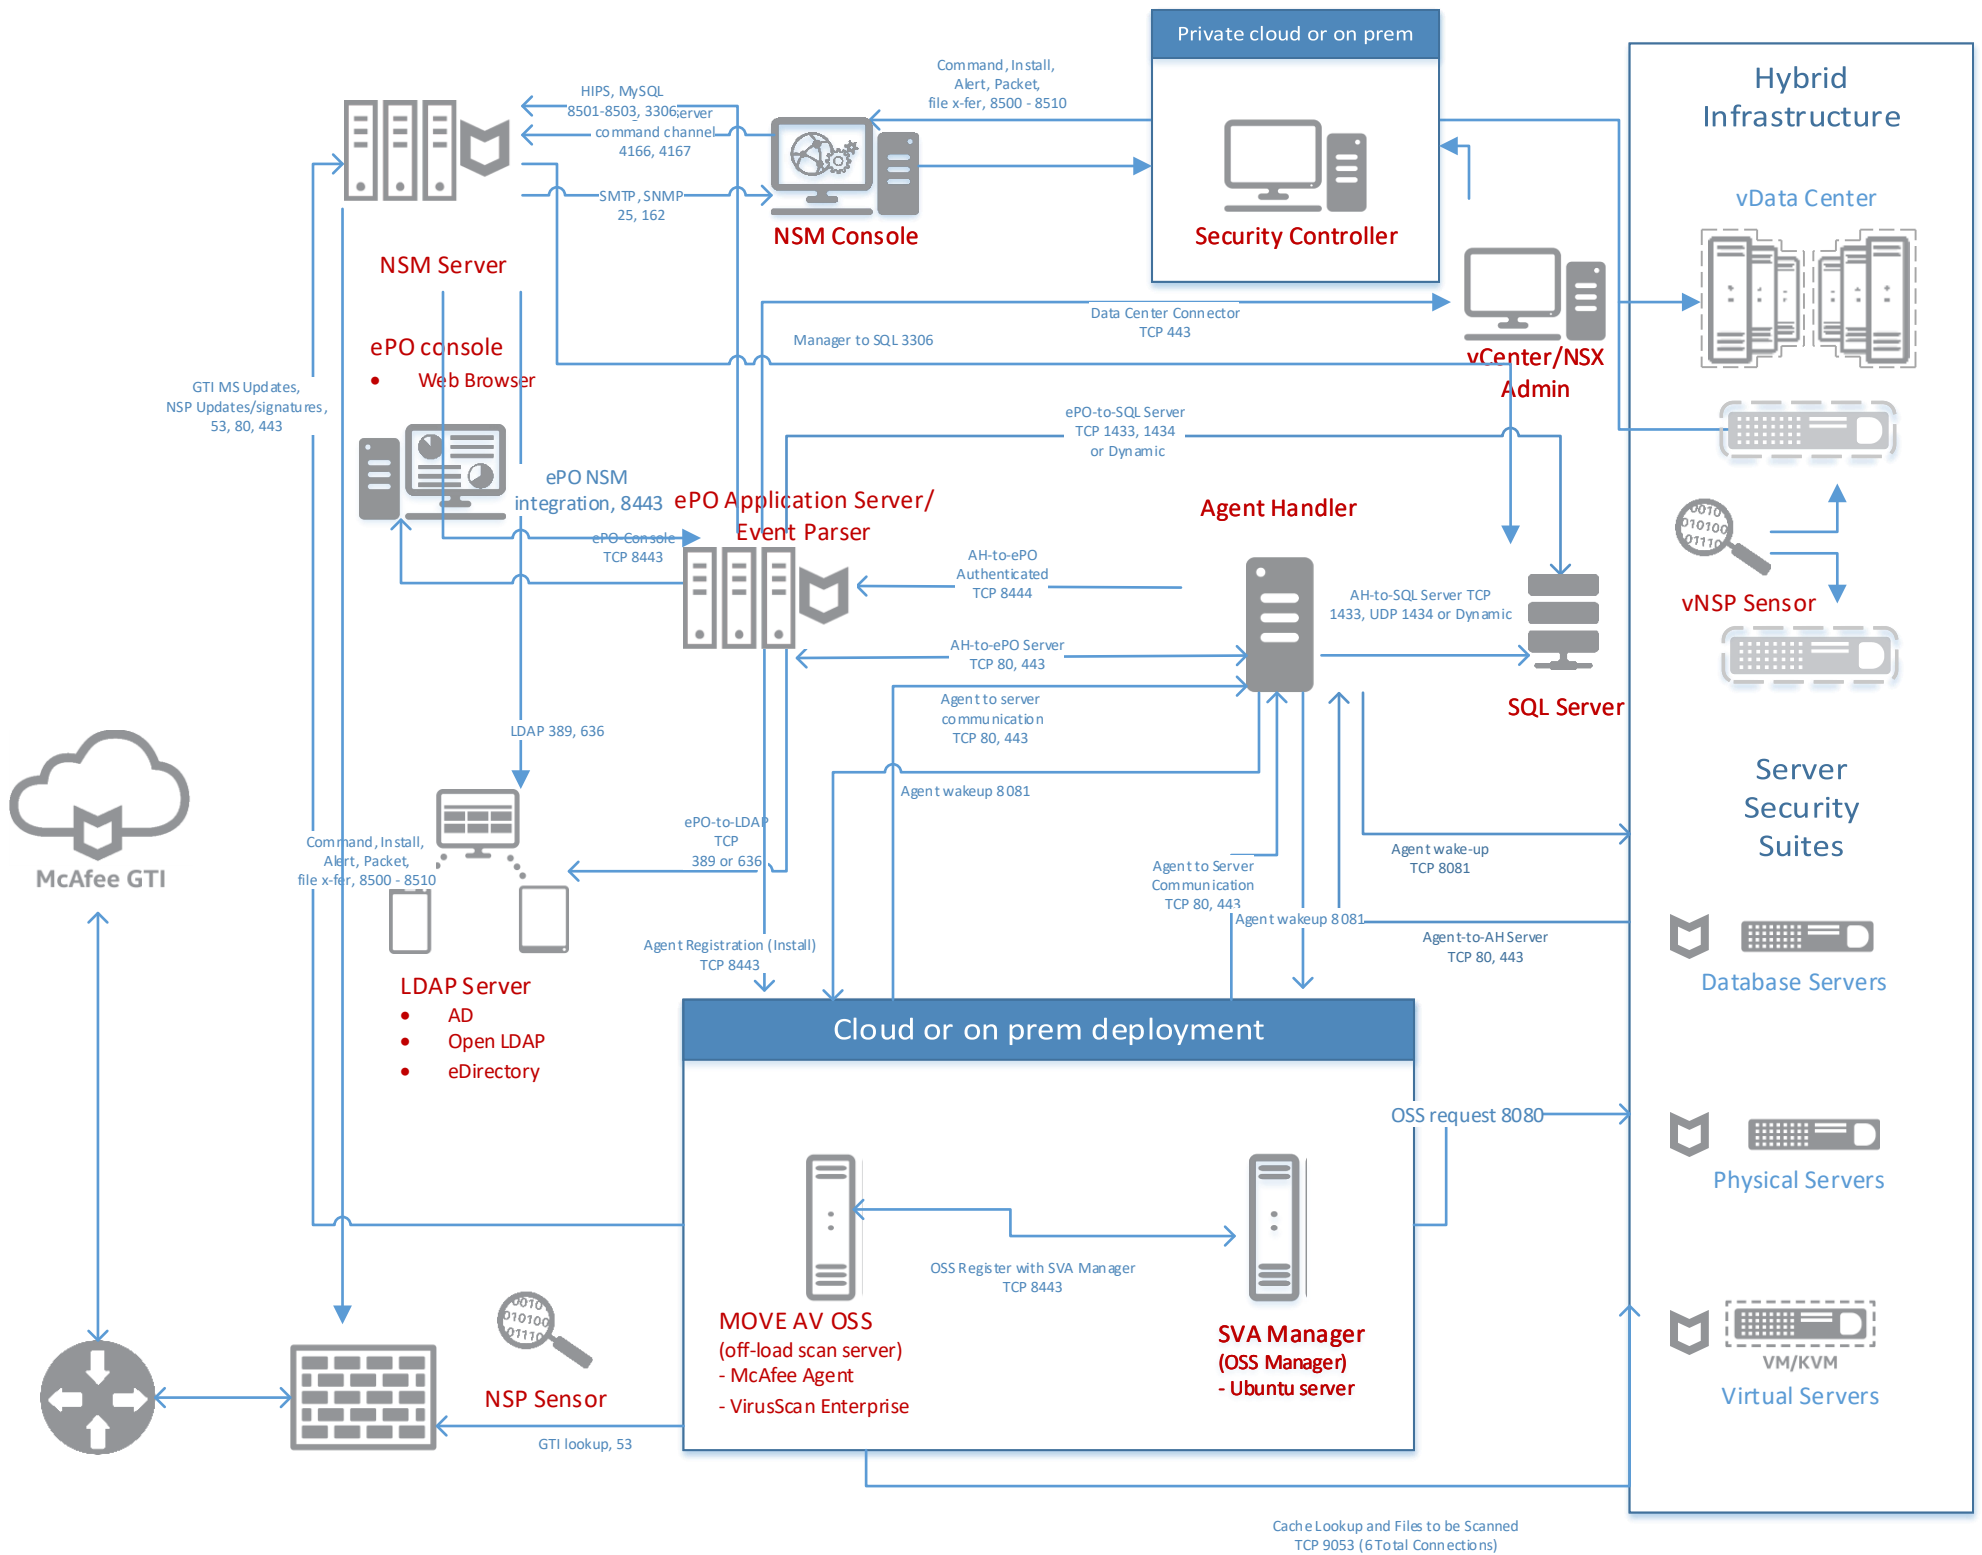 Private cloud or on prem
Hybrid
Infrastructure
Command, Install,
Alert, Packet,
file x-fer, 8500 - 8510
HIPS, MySQL
8501-8503, 3306
command channel
4166, 4167
SMTP, SNMP
25, 162
NSM Console
Security Controller
vData Center
NSM Server
Data Center Connector
TCP 443
Manager to SQL 3306
ePO console
• Web Browser
vCenter/NSX
Admin
GTI MS Updates,
NSP Updates/signatures,
53, 80, 443
ePO-to-SQL Server
TCP 1433, 1434
or Dynamic
ePO NSM
integration, 8443
ePO Application Server/
Event Parser
Agent Handler
ePO Console
TCP 8443
AH-to-ePO
Authenticated
TCP 8444
AH-to-SQL Server TCP
1433, UDP 1434 or Dynamic
0010
010100
01110
vNSP Sensor
AH-to-ePO Server
TCP 80, 443
Agent to server
communication
TCP 80, 443
SQL Server
LDAP 389, 636
Agent wakeup 8081
Server
Security
Suites
ePO-to-LDAP
TCP
389 or 636
McAfee GTI
Command, Install,
Alert, Packet,
file x-fer, 8500 - 8510
Agent wake-up
TCP 8081
Agent to Server
Communication
TCP 80, 443
Agent wakeup 8081
Agent Registration (Install)
TCP 8443
Agent-to-AH Server
TCP 80, 443
Database Servers
LDAP Server
• AD
• Open LDAP
• eDirectory
Cloud or on prem deployment
OSS request 8080
Physical Servers
OSS Register with SVA Manager
TCP 8443
MOVE AV OSS
(off-load scan server)
- McAfee Agent
- VirusScan Enterprise
SVA Manager
(OSS Manager)
- Ubuntu server
VM/KVM
Virtual Servers
0010
010100
01110
NSP Sensor
GTI lookup, 53
Cache Lookup and Files to be Scanned
TCP 9053 (6 Total Connections)